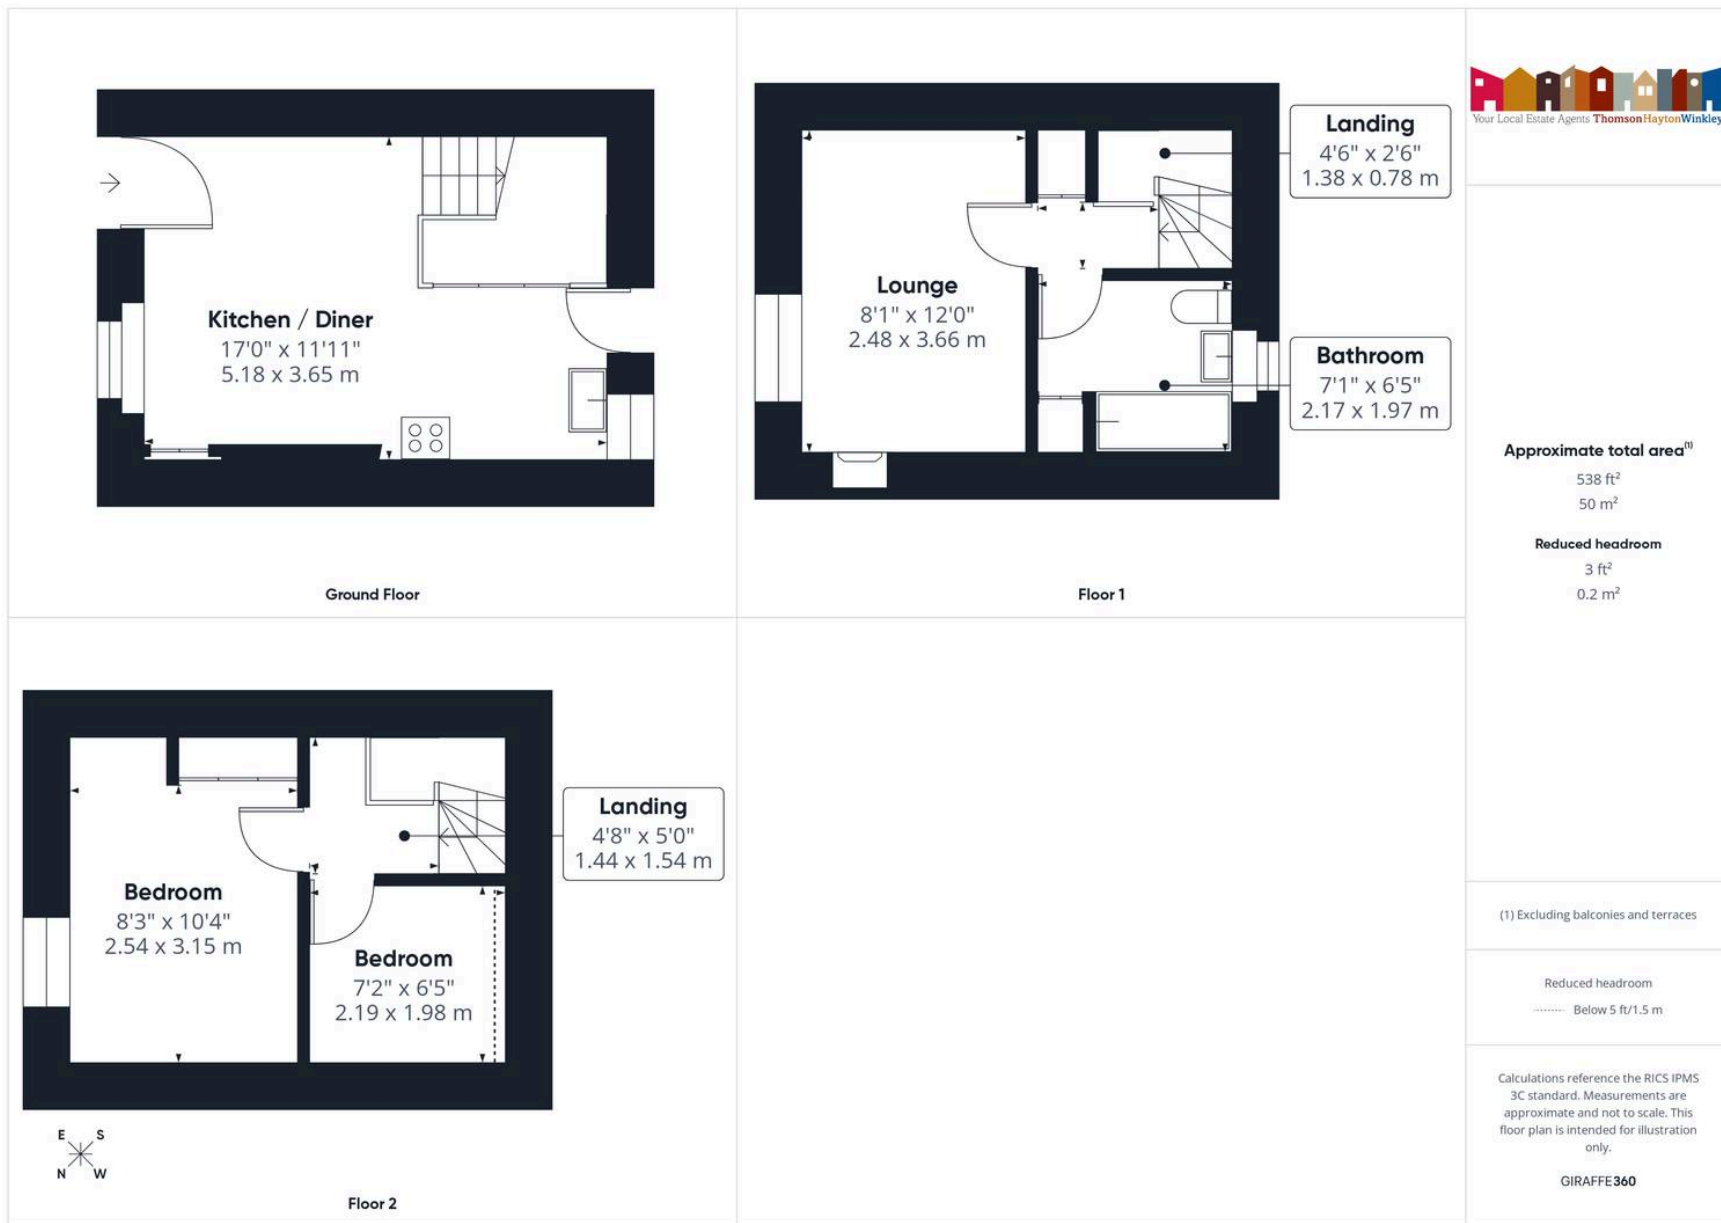 Kitchen / Diner
17'0" x 11'11"
5.18 x 3.65 m
Ground Floor
Landing
4'6" x 2'6"
1.38 x 0.78 m
Lounge
8'1" x 12'0"
2.48 x 3.66 m
Bathroom
7'1" x 6'5"
2.17 x 1.97 m
Floor 1
Landing
4'8" x 5'0"
1.44 x 1.54 m
Bedroom
8'3" x 10'4"
2.54 x 3.15 m
Bedroom
7'2" x 6'5"
2.19 x 1.98 m
E S
N W
Floor 2
Your Local Estate Agents ThomsonHaytonWinkley
Approximate total area(1)
538 ft²
50 m²
Reduced headroom
3 ft²
0.2 m²
(1) Excluding balconies and terraces
Reduced headroom
Below 5 ft/1.5 m
Calculations reference the RICS IPMS
3C standard. Measurements are
approximate and not to scale. This
floor plan is intended for illustration
only.
GIRAFFE360